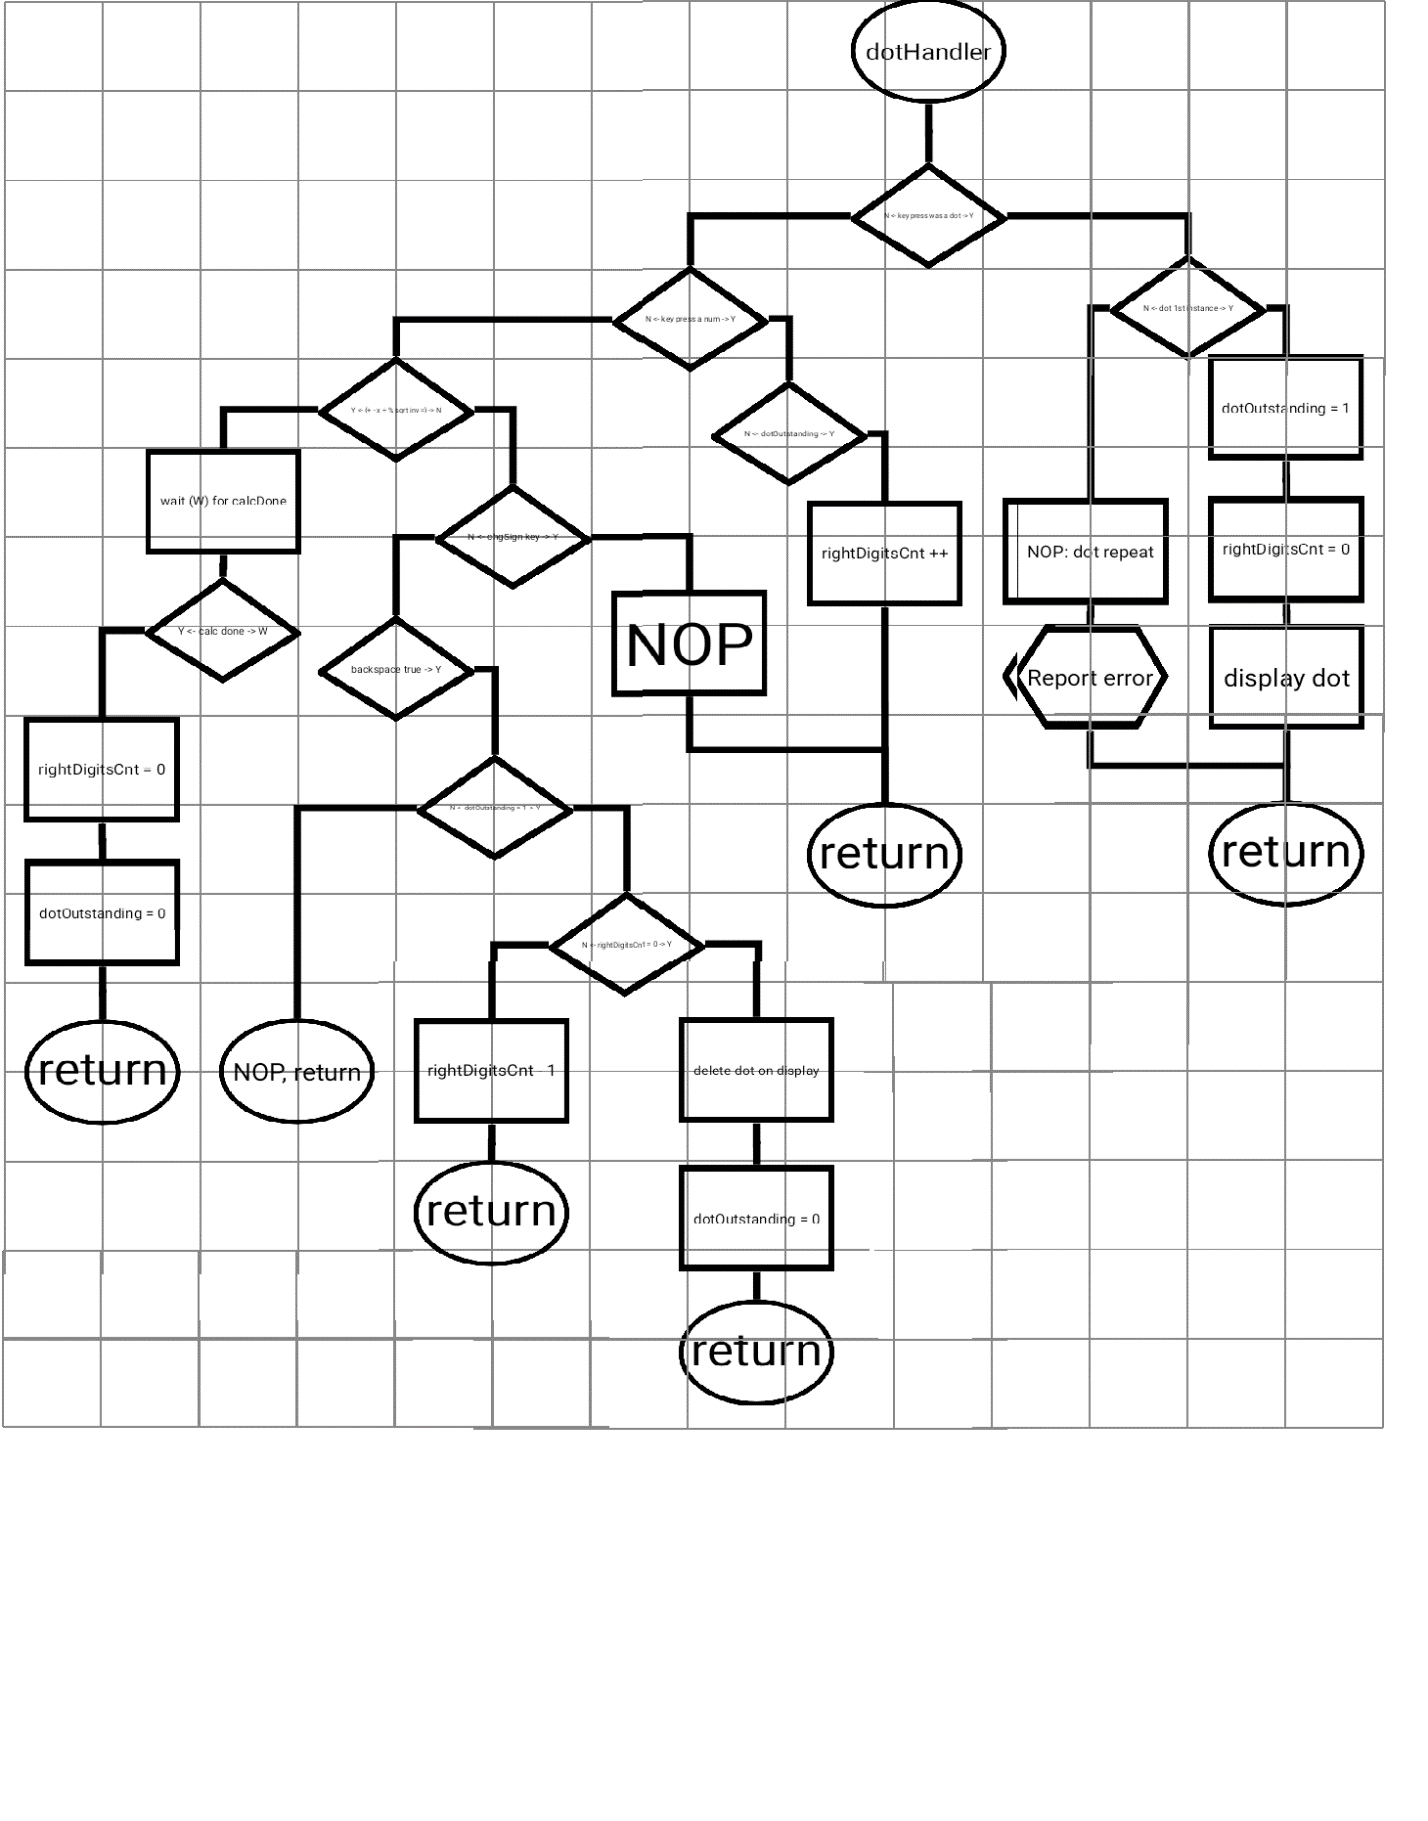 dotHandler
N <- key press was a dot -> Y
N <- key press a num -> Y
N <- dot 1st instance -> Y
Y <- (+ - x ÷ % sqrt inv =) -> N
N <- dotOutstanding -> Y
dotOutstanding = 1
wait (W) for calcDone
N <- chgSign key -> Y
rightDigitsCnt ++
NOP: dot repeat
rightDigitsCnt = 0
Y <- calc done -> W
backspace true -> Y
NOP
Report error
display dot
rightDigitsCnt = 0
N <- dotOutstanding = 1 -> Y
return
return
dotOutstanding = 0
N <- rightDigitsCnt = 0 -> Y
return
NOP, return
rightDigitsCnt - 1
delete dot on display
return
dotOutstanding = 0
return